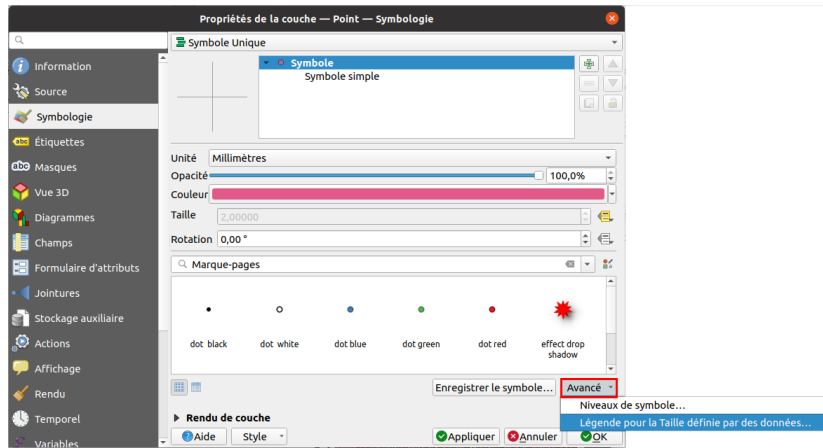 Propriétés de la couche — Point — Symbologie
Information
Source
Symbologie
abc Étiquettes
abc Masques
Vue 3D
Diagrammes
Champs
Formulaire d'attributs
Jointures
Stockage auxiliaire
Actions
Affichage
Rendu
Temporel
Variables
Symbole Unique
Symbole
Symbole simple
Unité Millimètres
Opacité 100,0%
Couleur
Taille 2,00000
Rotation 0,00 °
Marque-pages
dot black dot white dot blue dot green dot red effect drop
shadow
Enregistrer le symbole... Avancé
Niveaux de symbole...
Légende pour la Taille définie par des données...
Rendu de couche
Aide Style Appliquer Annuler OK